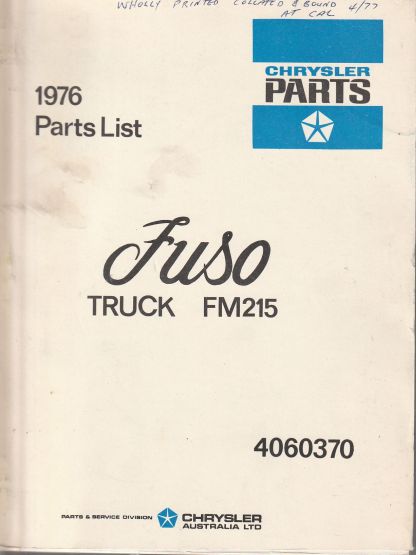 WHOLLY PRINTED COLLATED & BOUND 4/77
AT CAL
CHRYSLER
PARTS
1976
Parts List
Fuso
TRUCK FM215
4060370
PARTS & SERVICE DIVISION CHRYSLER
AUSTRALIA LTD